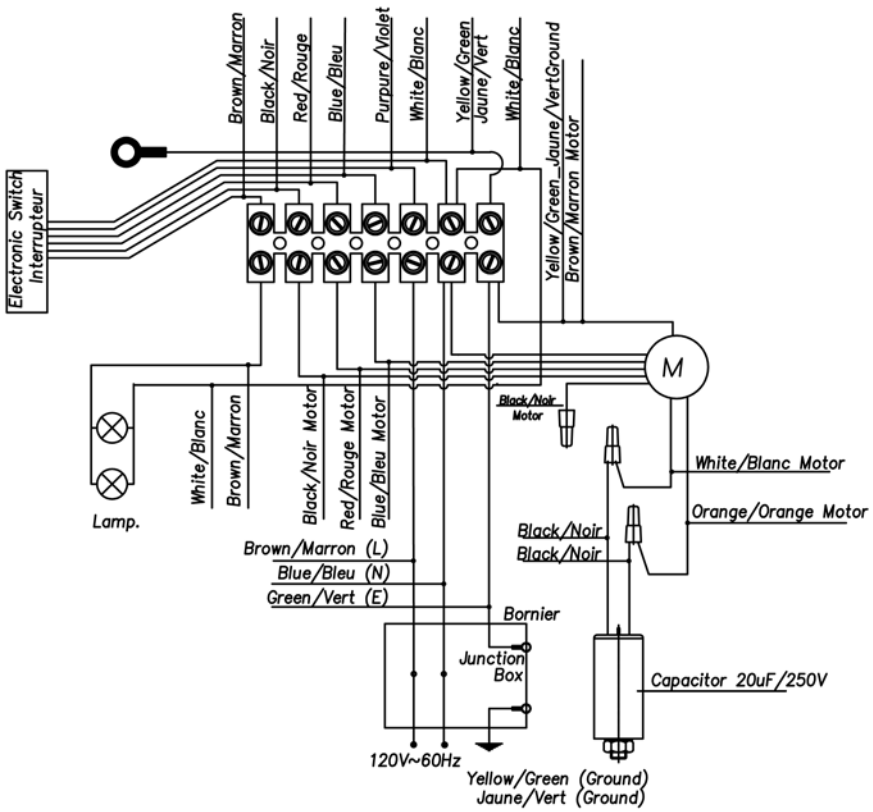 Brown/Marron
Black/Noir
Red/Rouge
Blue/Bleu
Purpure/Violet
White/Blanc
Yellow/Green
Jaune/Vert
White/Blanc
Yellow/Green_Jaune/VertGround
Brown/Marron Motor
Electronic Switch
Interrupteur
M
Black/Noir
Motor
White/Blanc
Brown/Marron
Black/Noir Motor
Red/Rouge Motor
Blue/Bleu Motor
Lamp.
White/Blanc Motor
Orange/Orange Motor
Black/Noir
Black/Noir
Brown/Marron (L)
Blue/Bleu (N)
Green/Vert (E)
Bornier
Junction
Box
Capacitor 20uF/250V
120V~60Hz
Yellow/Green (Ground)
Jaune/Vert (Ground)